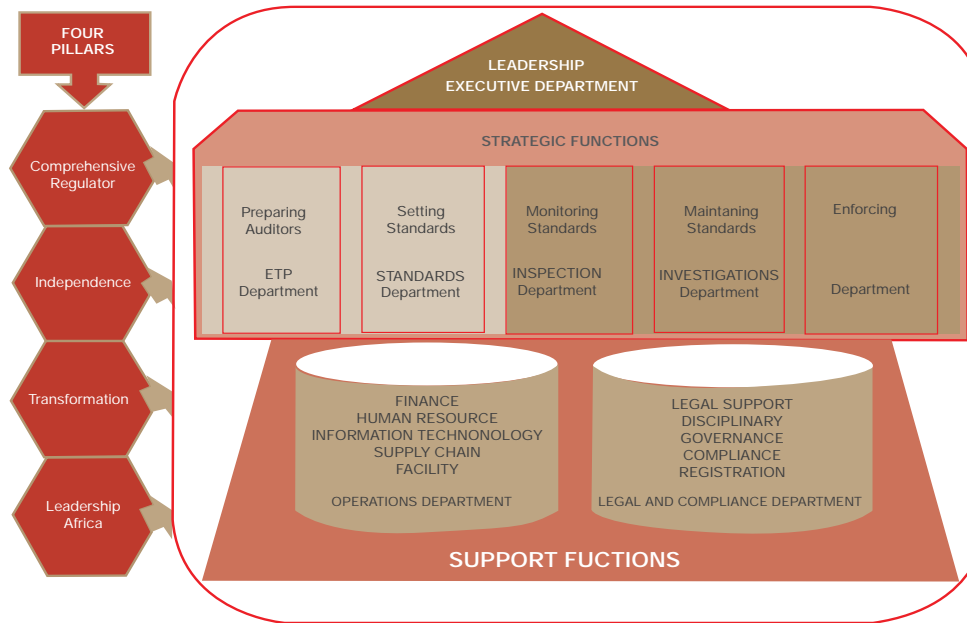 FOUR
PILLARS
Comprehensive
Regulator
Independence
Transformation
Leadership
Africa
LEADERSHIP
EXECUTIVE DEPARTMENT
STRATEGIC FUNCTIONS
Preparing
Auditors
ETP
Department
Setting
Standards
STANDARDS
Department
Monitoring
Standards
INSPECTION
Department
Maintaning
Standards
INVESTIGATIONS
Department
Enforcing
Department
FINANCE
HUMAN RESOURCE
INFORMATION TECHNONOLOGY
SUPPLY CHAIN
FACILITY
OPERATIONS DEPARTMENT
LEGAL SUPPORT
DISCIPLINARY
GOVERNANCE
COMPLIANCE
REGISTRATION
LEGAL AND COMPLIANCE DEPARTMENT
SUPPORT FUCTIONS